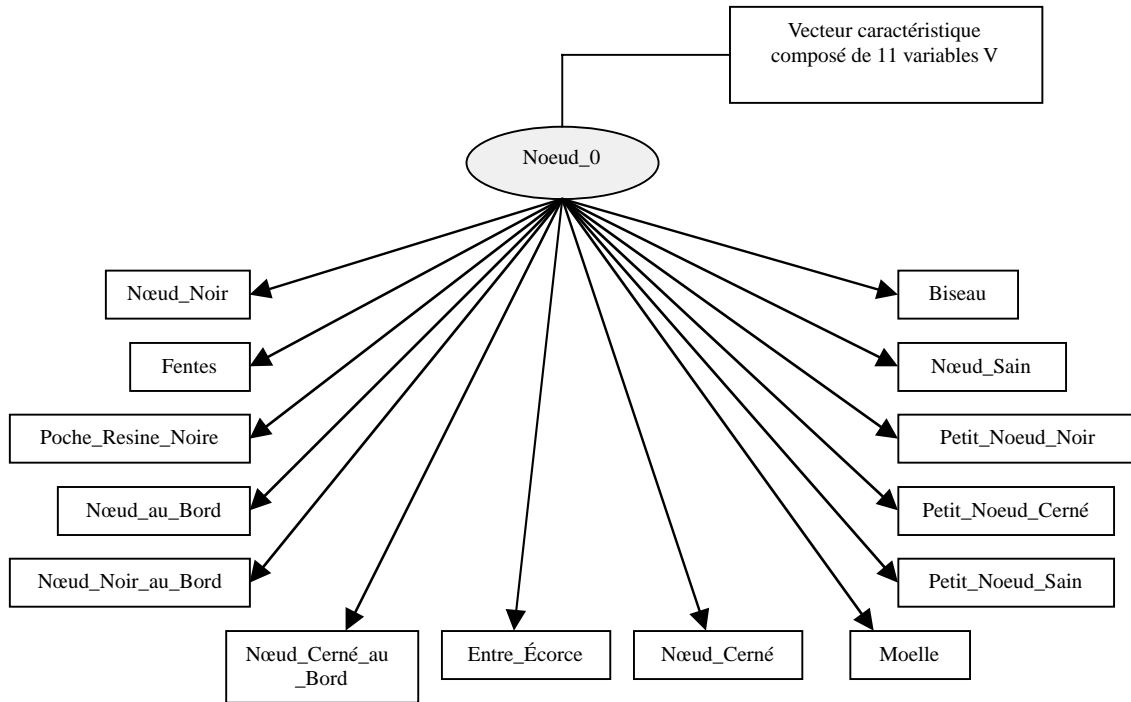 Vecteur caractéristique
composé de 11 variables V
Noeud_0
Nœud_Noir
Biseau
Fentes
Nœud_Sain
Poche_Resine_Noire
Petit_Noeud_Noir
Nœud_au_Bord
Petit_Noeud_Cerné
Nœud_Noir_au_Bord
Petit_Noeud_Sain
Nœud_Cerné_au
_Bord
Entre_Écorce
Nœud_Cerné
Moelle